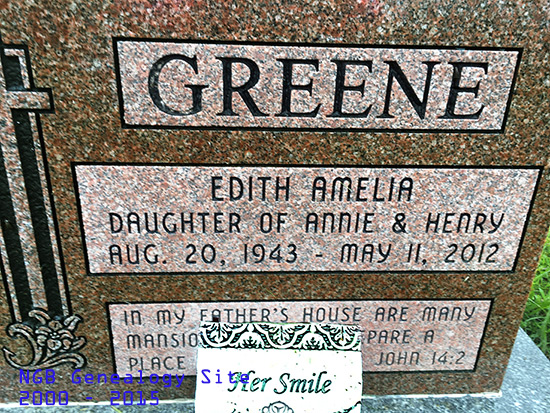 GREENE
EDITH AMELIA
DAUGHTER OF ANNIE & HENRY
AUG. 20, 1943 - MAY 11, 2012
IN MY FATHER'S HOUSE ARE MANY
PARE A
PLACE JOHN 14:2
Her Smile
NGB Genealogy Site
2000 - 2015